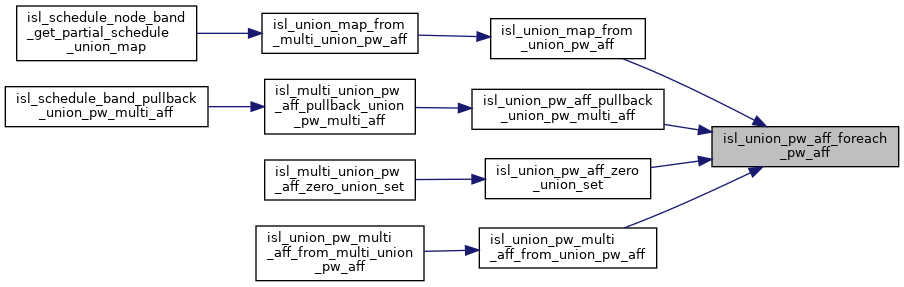 isl_schedule_node_band
_get_partial_schedule
_union_map
isl_union_map_from
_multi_union_pw_aff
isl_union_map_from
_union_pw_aff
isl_schedule_band_pullback
_union_pw_multi_aff
isl_multi_union_pw
_aff_pullback_union
_pw_multi_aff
isl_union_pw_aff_pullback
_union_pw_multi_aff
isl_union_pw_aff_foreach
_pw_aff
isl_multi_union_pw
_aff_zero_union_set
isl_union_pw_aff_zero
_union_set
isl_union_pw_multi
_aff_from_multi_union
_pw_aff
isl_union_pw_multi
_aff_from_union_pw_aff